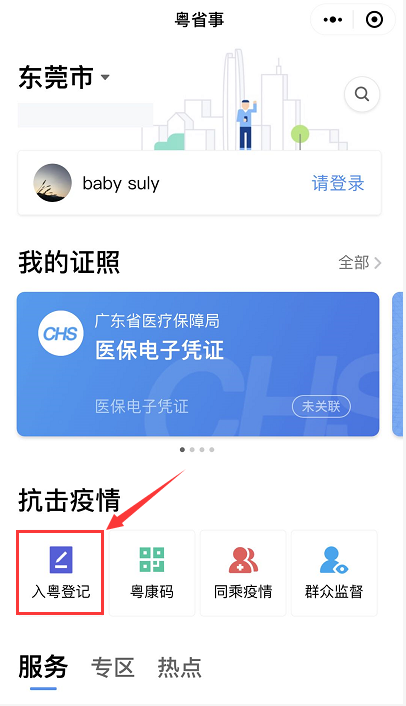 粤省事
东莞市
baby suly
请登录
我的证照
全部
CHS
广东省医疗保障局
医保电子凭证
医保电子凭证
未关联
CHS
抗击疫情
入粤登记
粤康码
同乘疫情
群众监督
服务 专区 热点